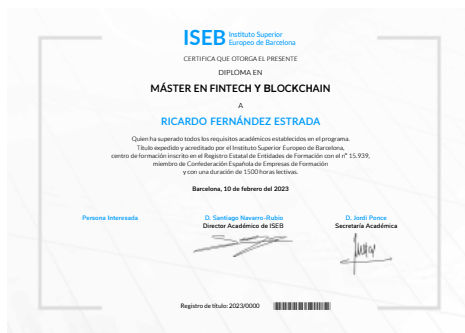 ISEB Instituto Superior
Europeo de Barcelona
CERTIFICA QUE OTORGA EL PRESENTE
DIPLOMA EN
MÁSTER EN FINTECH Y BLOCKCHAIN
A
RICARDO FERNÁNDEZ ESTRADA
Quien ha superado todos los requisitos académicos establecidos en el programa.
Título expedido y acreditado por el Instituto Superior Europeo de Barcelona,
centro de formación inscrito en el Registro Estatal de Entidades de Formación con el nº 15.939,
miembro de Confederación Española de Empresas de Formación
y con una duración de 1500 horas lectivas.
Barcelona, 10 de febrero del 2023
Persona Interesada
D. Santiago Navarro-Rubio
Director Académico de ISEB
D. Jordi Ponce
Secretaría Académica
Registro de título: 2023/0000